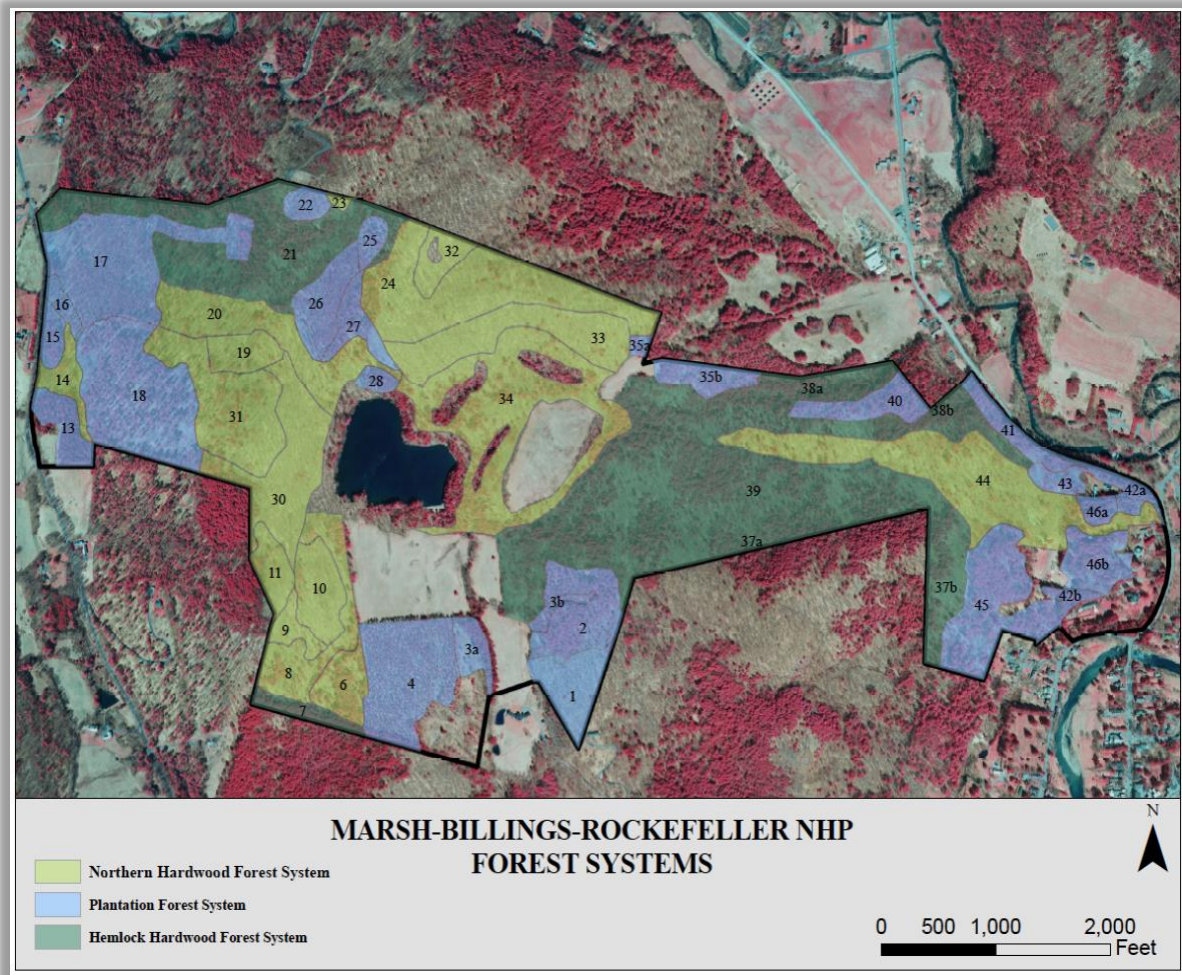 22
23
25
32
17
21
24
16
26
20
27
33
15
19
35a
14
28
35b
38a
18
34
40
38b
31
41
13
30
44
43
42a
39
46a
37a
11
10
46b
37b
3b
42b
45
9
2
3a
8
6
4
1
7
MARSH-BILLINGS-ROCKEFELLER NHP
FOREST SYSTEMS
Northern Hardwood Forest System
Plantation Forest System
Hemlock Hardwood Forest System
N
0 500 1,000 2,000
Feet